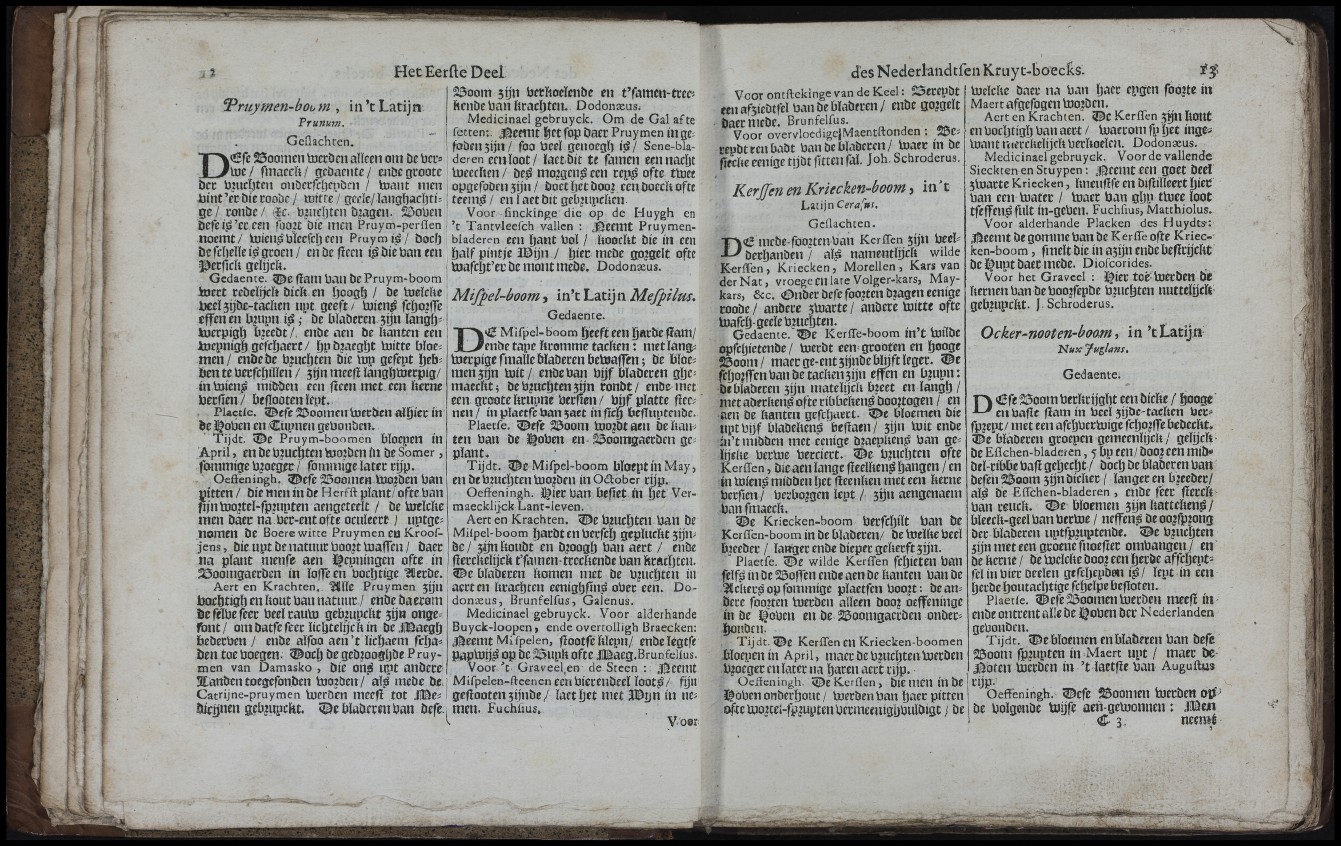 12
Het Eerste Deel
Pruymen-boom, in 't Latijn
Prunum.
Geslachten.
DEse Boomen werden alleen om de ver-
we / smaeck / gedaente / ende groote
der vruchten onderscheyden / want men
vint 'er die roode / witte / geele / langhachti-
ge / ronde / &c. vruchten dragen. Boven
dese is 'er een soort die men Pruym-perssen
noemt / wiens vleesch een Pruym is / doch
de schelle is groen / en de steen is die van een
Persick gelijck.
Gedaente. De stam van de Pruym-boom
wert redelijck dick en hoogh / de welcke
veel zijde-tacken uyt geeft / wiens schorsse
effen en bruyn is; de bladeren zijn langh-
werpigh breedt / ende aen de kanten een
weynigh geschaert / hy draeght witte bloe-
men / ende de vruchten die wy geseyt heb-
ben te verschillen / zijn meest langhwerpig /
in wiens midden een steen met een kerne
versien / beslooten leyt.
Plaetse. Dese Boomen werden alhier in
de Hoven en Tuynen gevonden.
Tijdt. De Pruym-boomen bloeyen in
April, en de vruchten worden in de Somer,
sommige vroeger / sommige later rijp.
Oeffeningh. Dese Boomen worden van
pitten / die men in de Herfst plant / ofte van
sijn wortel-spruyten aengeteelt / de welcke
men daer na ver-ent ofte oculeert / uytge-
nomen de Boere witte Pruymen en Kroos-
jens, die uyt de natuur voort wassen / daer
na plant mense aen Heyningen ofte in
Boomgaerden in losse en vochtige Aerde.
Aert en Krachten. Alle Pruymen zijn
vochtigh en kout van natuur / ende daerom
de selve seer veel rauw gebruyckt zijn onge-
sont / om datse seer lichtelijck in de Maegh
bederven / ende alsoo aen 't lichaem scha-
den toe voegen. Doch de gedrooghde Pruy-
men van Damasko, die ons uyt andere
Landen toegesonden worden / als mede de
Catrijne-pruymen werden meest tot Me-
dicijnen gebruyckt. De bladeren van dese
Boom zijn verkoelende en t'samen-trec-
kende van krachten. Dodonæus.
Medicinael gebruyck. Om de Gal af te
setten: Neemt het sop daer Pruymen in ge-
soden zijn / soo veel genoegh is / Sene-bla-
deren een loot / laet dit te samen een nacht
weecken / des morgens een reys ofte twee
opgesoden zijn / doet het door een doeck ofte
teems / en laet dit gebruycken.
Voor sinckinge die op de Huygh en
't Tantvleesch vallen: Neemt Pruymen-
bladeren een hant vol / koockt die in een
half pintje Wijn / hier mede gorgelt ofte
wascht'er de mont mede. Dodonæus.
Mispel-boom, in't Latijn Mespilus.
Gedaente.
DE Mispel-boom heeft een harde stam /
ende taye kromme tacken: met lang-
werpige smalle bladeren bewassen; de bloe-
men zijn wit / ende van vijf bladeren ghe-
maeckt; de vruchten zijn rondt / ende met
een groote kruyne versien / vijf platte stee-
nen / in plaetse van zaet in sich besluytende.
Plaetse. Dese Boom wordt aen de kan-
ten van de Hoven en Boomgaerden ge-
plant.
Tijdt. De Mispel-boom bloeyt in May,
en de vruchten worden in October rijp.
Oeffeningh. Hier van besiet in het Ver-
maecklijck Lant-leven.
Aert en Krachten. De vruchten van de
Mispel-boom hardt en versch gepluckt zijn-
de / zijn koudt en droogh van aert / ende
sterckelijck t'samen-treckende van krachten.
De bladeren komen met de vruchten in
aert en krachten eenighsins over een. Do-
donæus, Brunfelsus, Galenus.
Medicinael gebruyck. Voor alderhande
Buyck-loopen, ende overtolligh Braecken:
Neemt Mispelen, stootse kleyn / ende legtse
papwijs op de Buyk ofte Maeg. Brunfelsus.
Voor 't Graveel, en de Steen: Neemt
Mispelen-steenen een vierendeel loots / fijn
gestooten zijnde / laet het met Wijn in ne-
men. Fuchsius.
Voor
des Nederlandtsen Kruyt-boecks.
13
Voor ontstekinge van de Keel: Bereyde
een afziedtsel van de bladeren / ende gorgelt
daer mede. Brunfelsus.
Voor overvloedige Maentstonden: Be-
reydt een badt van de bladeren / waer in de
siecke eenige tijdt sitten sal. Joh. Schroderus.
Kerssen en Kriecken-boom, in't
Latijn Cerasus.
Geslachten.
DE mede-soorten van Kerssen zijn veel-
derhanden / als namentlijck wilde
Kerssen, Kriecken, Morellen, Kars van
der Nat, vroege en late Volger-kars, May-
kars, &c. Onder dese soorten dragen eenige
roode / andere zwarte / andere witte ofte
wasch-geele vruchten.
Gedaente. De Kersse-boom in't wilde
opschietende / werdt een grooten en hooge
Boom / maer ge-ent zijnde blijft leger. De
schorssen van de tacken zijn effen en bruyn:
de bladeren zijn matelijck breet en langh /
met aderkens ofte ribbekens doortogen / en
aen de kanten geschaert. De bloemen die
uyt vijf bladekens bestaen / zijn wit ende
in't midden met eenige draeykens van ge-
lijcke verwe verciert. De vruchten ofte
Kerssen, die aen lange steelkens hangen / en
in wiens midden het steenken met een kerne
versien / verborgen leyt / zijn aengenaem
van smaeck.
De Kriecken-boom verschilt van de
Kerssen-boom in de bladeren / de welke veel
breeder / langer ende dieper gekerft zijn.
Plaetse. De wilde Kerssen schieten van
selfs in de Bossen ende aen de kanten van de
Ackers op sommige plaetsen voort: de an-
dere soorten werden alleen door oeffeninge
in de Hoven en de Boomgaerden onder-
houden.
Tijdt. De Kerssen en Kriecken-boomen
bloeyen in April, maer de vruchten werden
vroeger en later na haren aert rijp.
Oeffeningh. De Kerssen, die men in de
Hoven onderhout / werden van haer pitten
ofte wortel-spruyten vermeenighvuldigt / de
welcke daer na van haer eygen soorte in
Maert afgesogen worden.
Aert en Krachten. De Kerssen zijn kout
en vochtigh van aert / waerom sy het inge-
want merckelijck verkoelen. Dodonæus.
Medicinael gebruyck. Voor de vallende
Sieckten en Stuypen: Neemt een goet deel
zwarte Kriecken, kneustse en distilleert hier
van een water / waer van ghy twee loot
tseffens sult in-geven. Fuchsius, Matthiolus.
Voor alderhande Placken des Huydts:
Neemt de gomme van de Kersse ofte Kriec-
ken-boom, smelt die in azijn ende bestrijckt
de Huyt daer mede. Dioscorides.
Voor het Graveel: Hier toe werden de
kernen van de voorseyde vruchten nuttelijck
gebruyckt. J. Schroderus.
Ocker-nooten-boom, in 't Latijn
Nux Juglans.
Gedaente.
DEse Boom verkrijght een dicke / hooge
en vaste stam in veel zijde-tacken ver-
spreyt / met een aschverwige schorsse bedeckt.
De bladeren groeyen gemeenlijck / gelijck
de Esschen-bladeren, 5 by een / door een mid-
del-ribbe vast gehecht / doch de bladeren van
desen Boom zijn dicker / langer en breeder /
als de Esschen-bladeren, ende seer sterck
van reuck. De bloemen zijn kattekens /
bleeck-geel van verwe / neffens de oorsprong
der bladeren uytspruytende. De vruchten
zijn met een groene snoester omvangen / en
de kerne / de welcke door een herde affcheyt-
sel in vier deelen gescheyden is / leyt in een
herde houtachtige schelpe besloten.
Plaetse. Dese Boomen werden meest in
ende ontrent alle de Hoven der Nederlanden
gevonden.
Tijdt. De bloemen en bladeren van dese
Boom spruyten in Maert uyt / maer de
Noten werden in 't laetste van Augustus
rijp.
Oeffeningh. Dese Boomen werden op
de volgende wijse aen-gewonnen: Men
C 3
neemt